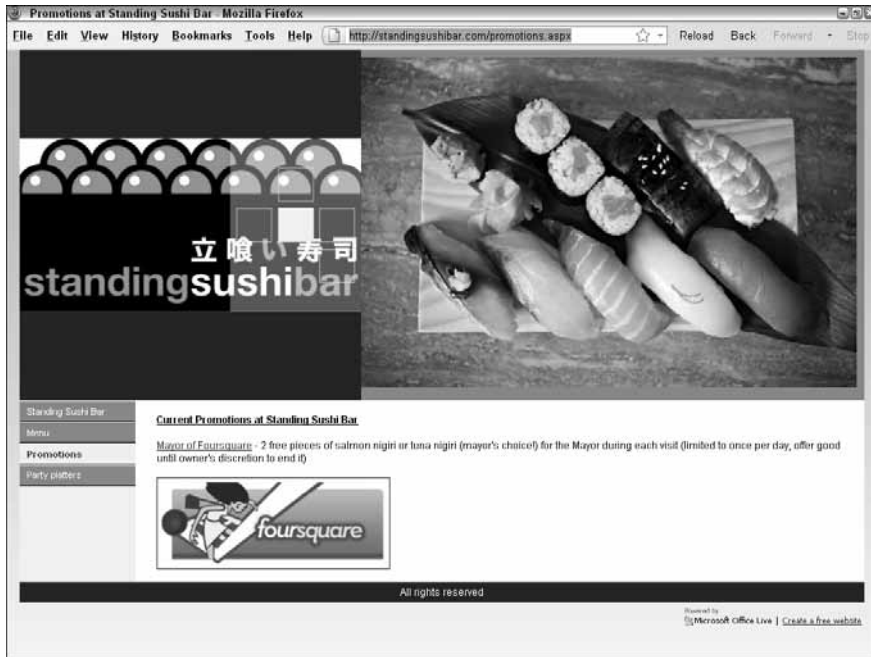 Promotions at Standing Sushi Bar - Mozilla Firefox
File Edit View History Bookmarks Tools Help http://standingsushibar.com/promotions.aspx Reload Back Forward Stop
立喰い寿司
standingsushibar
Standing Sushi Bar
Menu
Promotions
Party platters
Current Promotions at Standing Sushi Bar
Mayor of Foursquare - 2 free pieces of salmon nigiri or tuna nigiri (mayor's choice!) for the Mayor during each visit (limited to once per day, offer good
until owner's discretion to end it)
foursquare
All rights reserved
Powered by
Microsoft Office Live | Create a free website